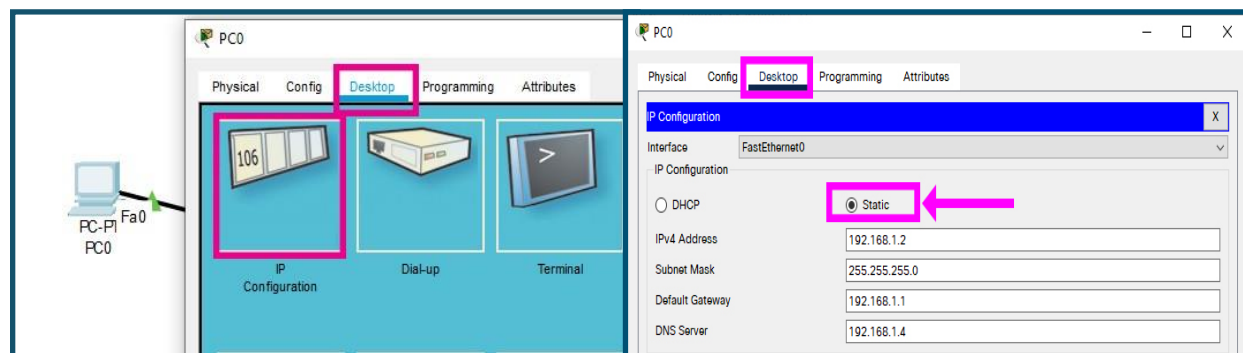 PC-PT Fa0
PC0
PC0
Physical Config Desktop Programming Attributes
106
>
IP
Configuration
Dial-up
Terminal
PC0
Physical Config Desktop Programming Attributes
IP Configuration X
Interface FastEthernet0
IP Configuration
DHCP Static
IPv4 Address 192.168.1.2
Subnet Mask 255.255.255.0
Default Gateway 192.168.1.1
DNS Server 192.168.1.4